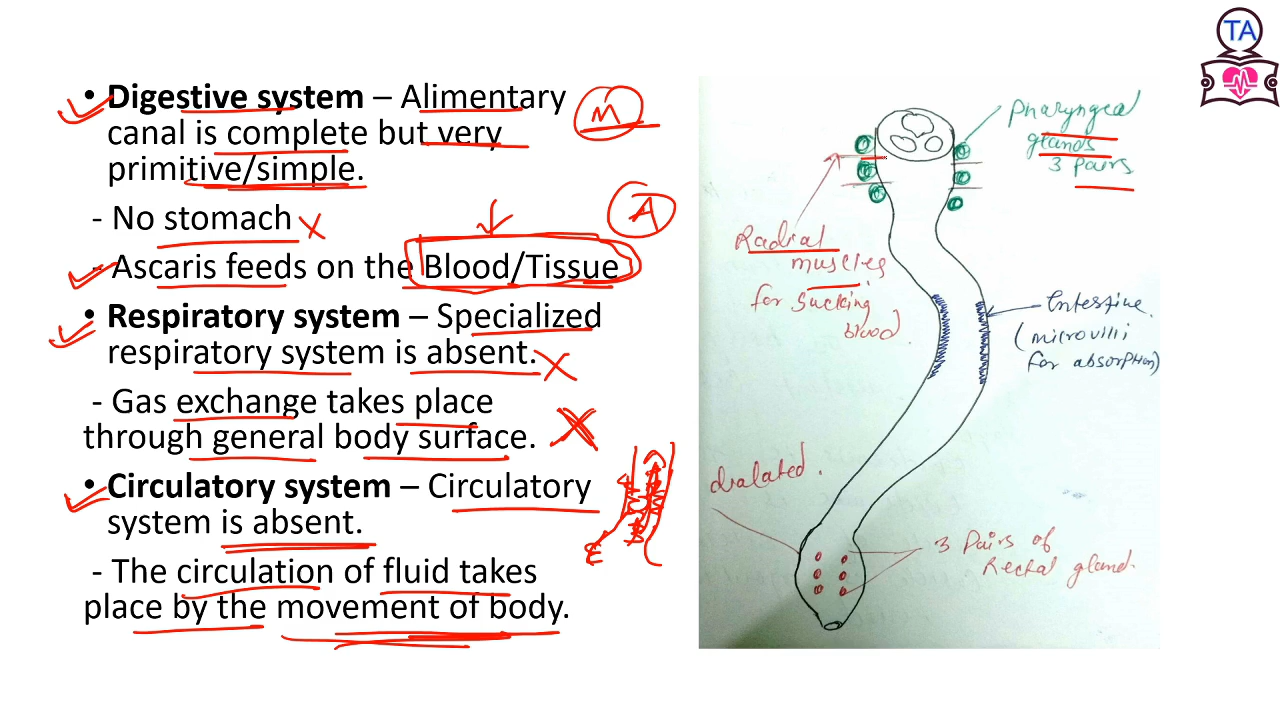 TA
• Digestive system – Alimentary
canal is complete but very
primitive/simple.
- No stomach
- Ascaris feeds on the Blood/Tissue
• Respiratory system – Specialized
respiratory system is absent.
- Gas exchange takes place
through general body surface.
• Circulatory system – Circulatory
system is absent.
- The circulation of fluid takes
place by the movement of body.
M
A
E
Pharyngeal
glands
3 pairs
Radial
muscles
for sucking
blood.
Intestine.
(microvilli
for absorption)
dialated.
3 Pairs of
Rectal gland.